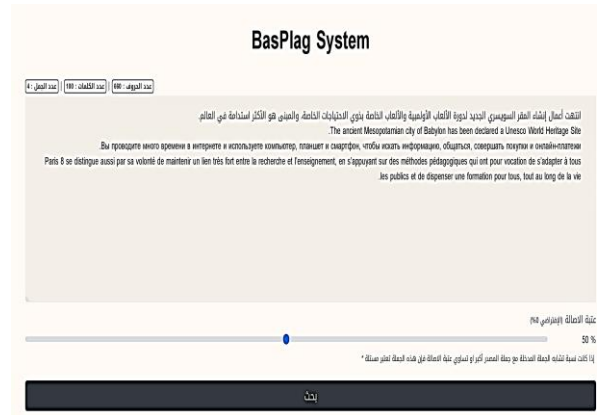 BasPlag System
عدد الحروف : 660 | عدد الكلمات : 100 | عدد الجمل : 4
انتهت أعمال إنشاء المقر السويسري الجديد لدورة الألعاب الأولمبية والألعاب الخاصة بذوي الاحتياجات الخاصة، والمبنى هو الأكثر استدامة في العالم.
.The ancient Mesopotamian city of Babylon has been declared a Unesco World Heritage Site
.Вы проводите много времени в интернете и используете компьютер, планшет и смартфон, чтобы искать информацию, общаться, совершать покупки и онлайн-платежи
Paris 8 se distingue aussi par sa volonté de maintenir un lien très fort entre la recherche et l'enseignement, en s'appuyant sur des méthodes pédagogiques qui ont pour vocation de s'adapter à tous
.les publics et de dispenser une formation pour tous, tout au long de la vie
عتبة الاصالة (الإفتراضي 50%)
50 %
إذا كانت نسبة تشابه الجملة المدخلة مع جملة المصدر أكبر او تساوي عتبة الاصالة فإن هذه الجملة تعتبر مستلة *
بحث